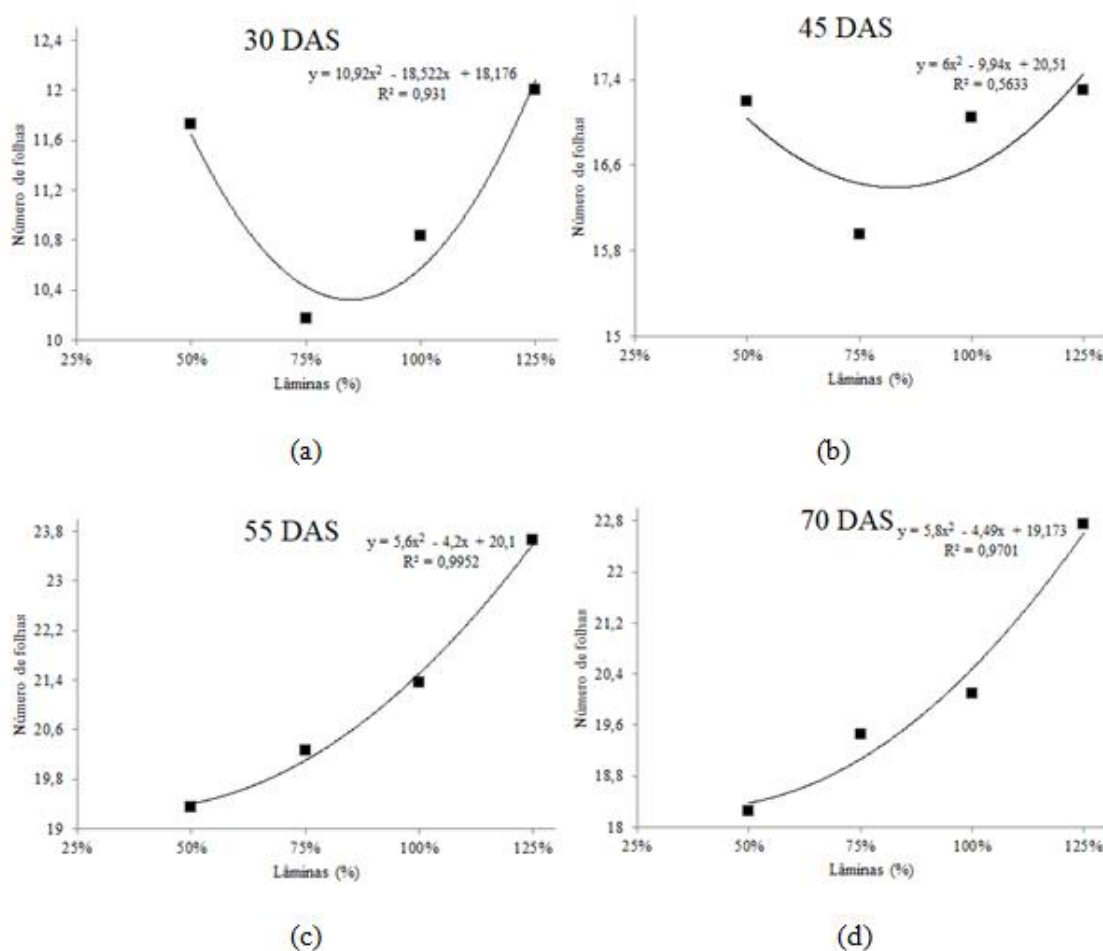 30 DAS
y = 10,92x² - 18,522x + 18,176
R² = 0,931
Número de folhas
12,4
12
11,6
11,2
10,8
10,4
10
25% 50% 75% 100% 125%
Lâminas (%)
(a)
45 DAS
y = 6x² - 9,94x + 20,51
R² = 0,5633
Número de folhas
17,4
16,6
15,8
15
25% 50% 75% 100% 125%
Lâminas (%)
(b)
55 DAS
y = 5,6x² - 4,2x + 20,1
R² = 0,9952
Número de folhas
23,8
23
22,2
21,4
20,6
19,8
19
25% 50% 75% 100% 125%
Lâminas (%)
(c)
70 DAS
y = 5,8x² - 4,49x + 19,173
R² = 0,9701
Número de folhas
22,8
22
21,2
20,4
19,6
18,8
18
25% 50% 75% 100% 125%
Lâminas (%)
(d)